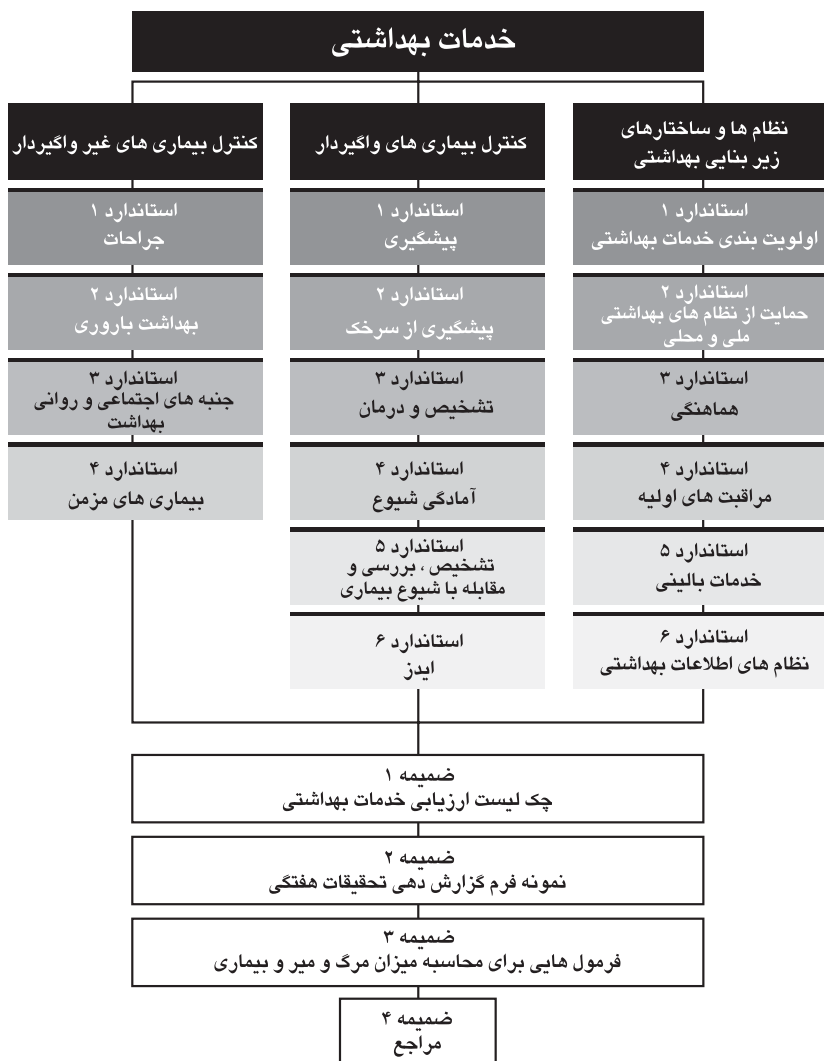 خدمات بهداشتی
نظام ها و ساختارهای
زیر بنایی بهداشتی
استاندارد ۱
اولویت بندی خدمات بهداشتی
استاندارد ۲
حمایت از نظام های بهداشتی
ملی و محلی
استاندارد ۳
هماهنگی
استاندارد ۴
مراقبت های اولیه
استاندارد ۵
خدمات بالینی
استاندارد ۶
نظام های اطلاعات بهداشتی
کنترل بیماری های واگیردار
استاندارد ۱
پیشگیری
استاندارد ۲
پیشگیری از سرخک
استاندارد ۳
تشخیص و درمان
استاندارد ۴
آمادگی شیوع
استاندارد ۵
تشخیص ، بررسی و
مقابله با شیوع بیماری
استاندارد ۶
ایدز
کنترل بیماری های غیر واگیردار
استاندارد ۱
جراحات
استاندارد ۲
بهداشت باروری
استاندارد ۳
جنبه های اجتماعی و روانی
بهداشت
استاندارد ۴
بیماری های مزمن
ضمیمه ۱
چک لیست ارزیابی خدمات بهداشتی
ضمیمه ۲
نمونه فرم گزارش دهی تحقیقات هفتگی
ضمیمه ۳
فرمول هایی برای محاسبه میزان مرگ و میر و بیماری
ضمیمه ۴
مراجع